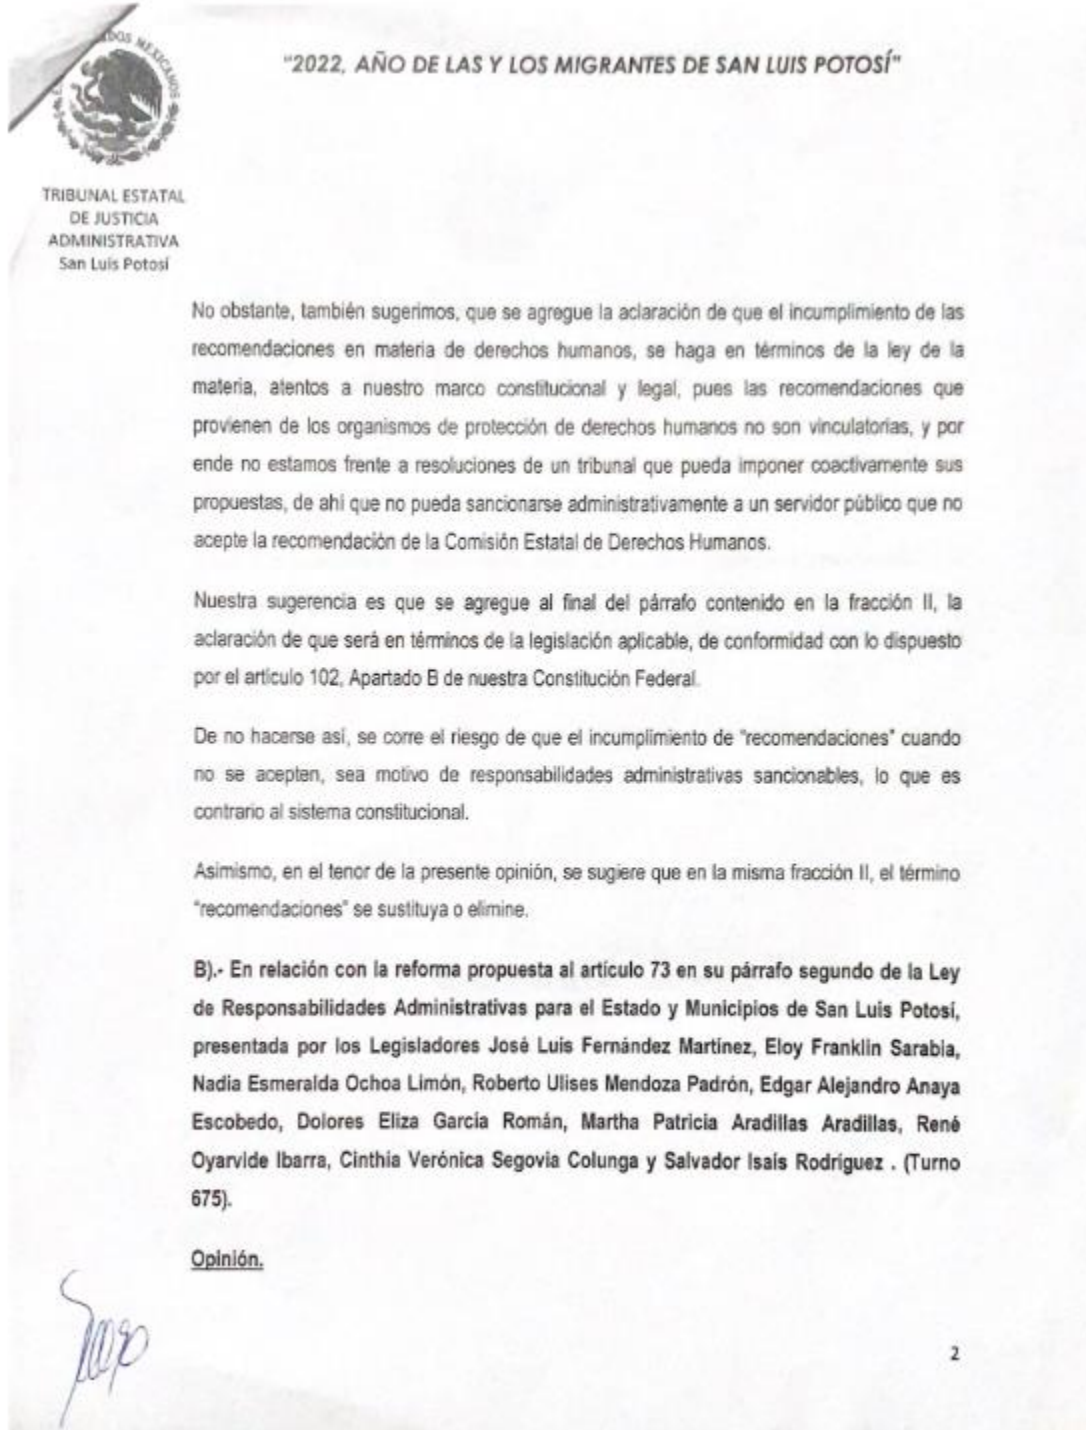 "2022, AÑO DE LAS Y LOS MIGRANTES DE SAN LUIS POTOSÍ"
DOS MEXICANOS
TRIBUNAL ESTATAL
DE JUSTICIA
ADMINISTRATIVA
San Luis Potosí
No obstante, también sugerimos, que se agregue la aclaración de que el incumplimiento de las
recomendaciones en materia de derechos humanos, se haga en términos de la ley de la
materia, atentos a nuestro marco constitucional y legal, pues las recomendaciones que
provienen de los organismos de protección de derechos humanos no son vinculatorias, y por
ende no estamos frente a resoluciones de un tribunal que pueda imponer coactivamente sus
propuestas, de ahí que no pueda sancionarse administrativamente a un servidor público que no
acepte la recomendación de la Comisión Estatal de Derechos Humanos.
Nuestra sugerencia es que se agregue al final del párrafo contenido en la fracción II, la
aclaración de que será en términos de la legislación aplicable, de conformidad con lo dispuesto
por el artículo 102, Apartado B de nuestra Constitución Federal.
De no hacerse así, se corre el riesgo de que el incumplimiento de "recomendaciones" cuando
no se acepten, sea motivo de responsabilidades administrativas sancionables, lo que es
contrario al sistema constitucional.
Asimismo, en el tenor de la presente opinión, se sugiere que en la misma fracción II, el término
"recomendaciones" se sustituya o elimine.
B).- En relación con la reforma propuesta al artículo 73 en su párrafo segundo de la Ley
de Responsabilidades Administrativas para el Estado y Municipios de San Luis Potosí,
presentada por los Legisladores José Luis Fernández Martínez, Eloy Franklin Sarabia,
Nadia Esmeralda Ochoa Limón, Roberto Ulises Mendoza Padrón, Edgar Alejandro Anaya
Escobedo, Dolores Eliza García Román, Martha Patricia Aradillas Aradillas, René
Oyarvide Ibarra, Cinthia Verónica Segovia Colunga y Salvador Isais Rodríguez . (Turno
675).
Opinión.
2